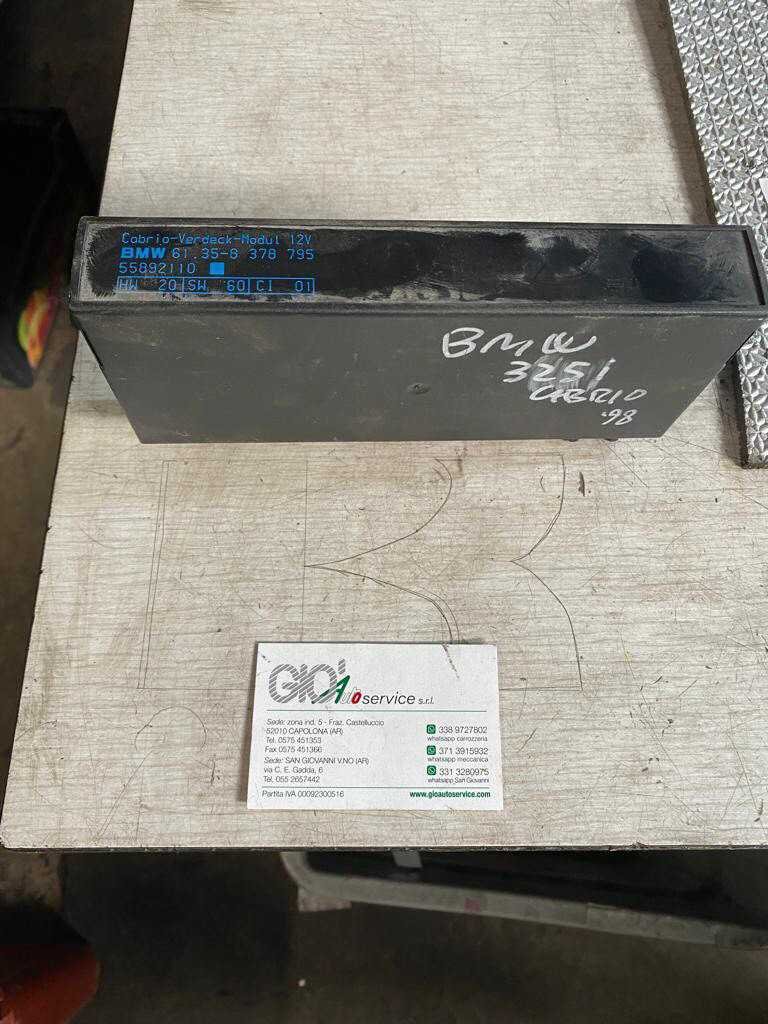 Cabrio-Verdeck-Modul 12V
BMW 61.35-8 378 795
55892110
HW 20 SW 60 CI 01
BMW
325i
CABRIO
'98
GIO' Autoservice s.r.l.
Sede: zona ind. 5 - Fraz. Castelluccio
52010 CAPOLONA (AR)
Tel. 0575 451353
Fax 0575 451366
Sede: SAN GIOVANNI V.NO (AR)
via C. E. Gadda, 6
Tel. 055 2657442
Partita IVA 00092300516
338 9727802
whatsapp carrozzeria
371 3915932
whatsapp meccanica
331 3280975
whatsapp San Giovanni
www.gioautoservice.com